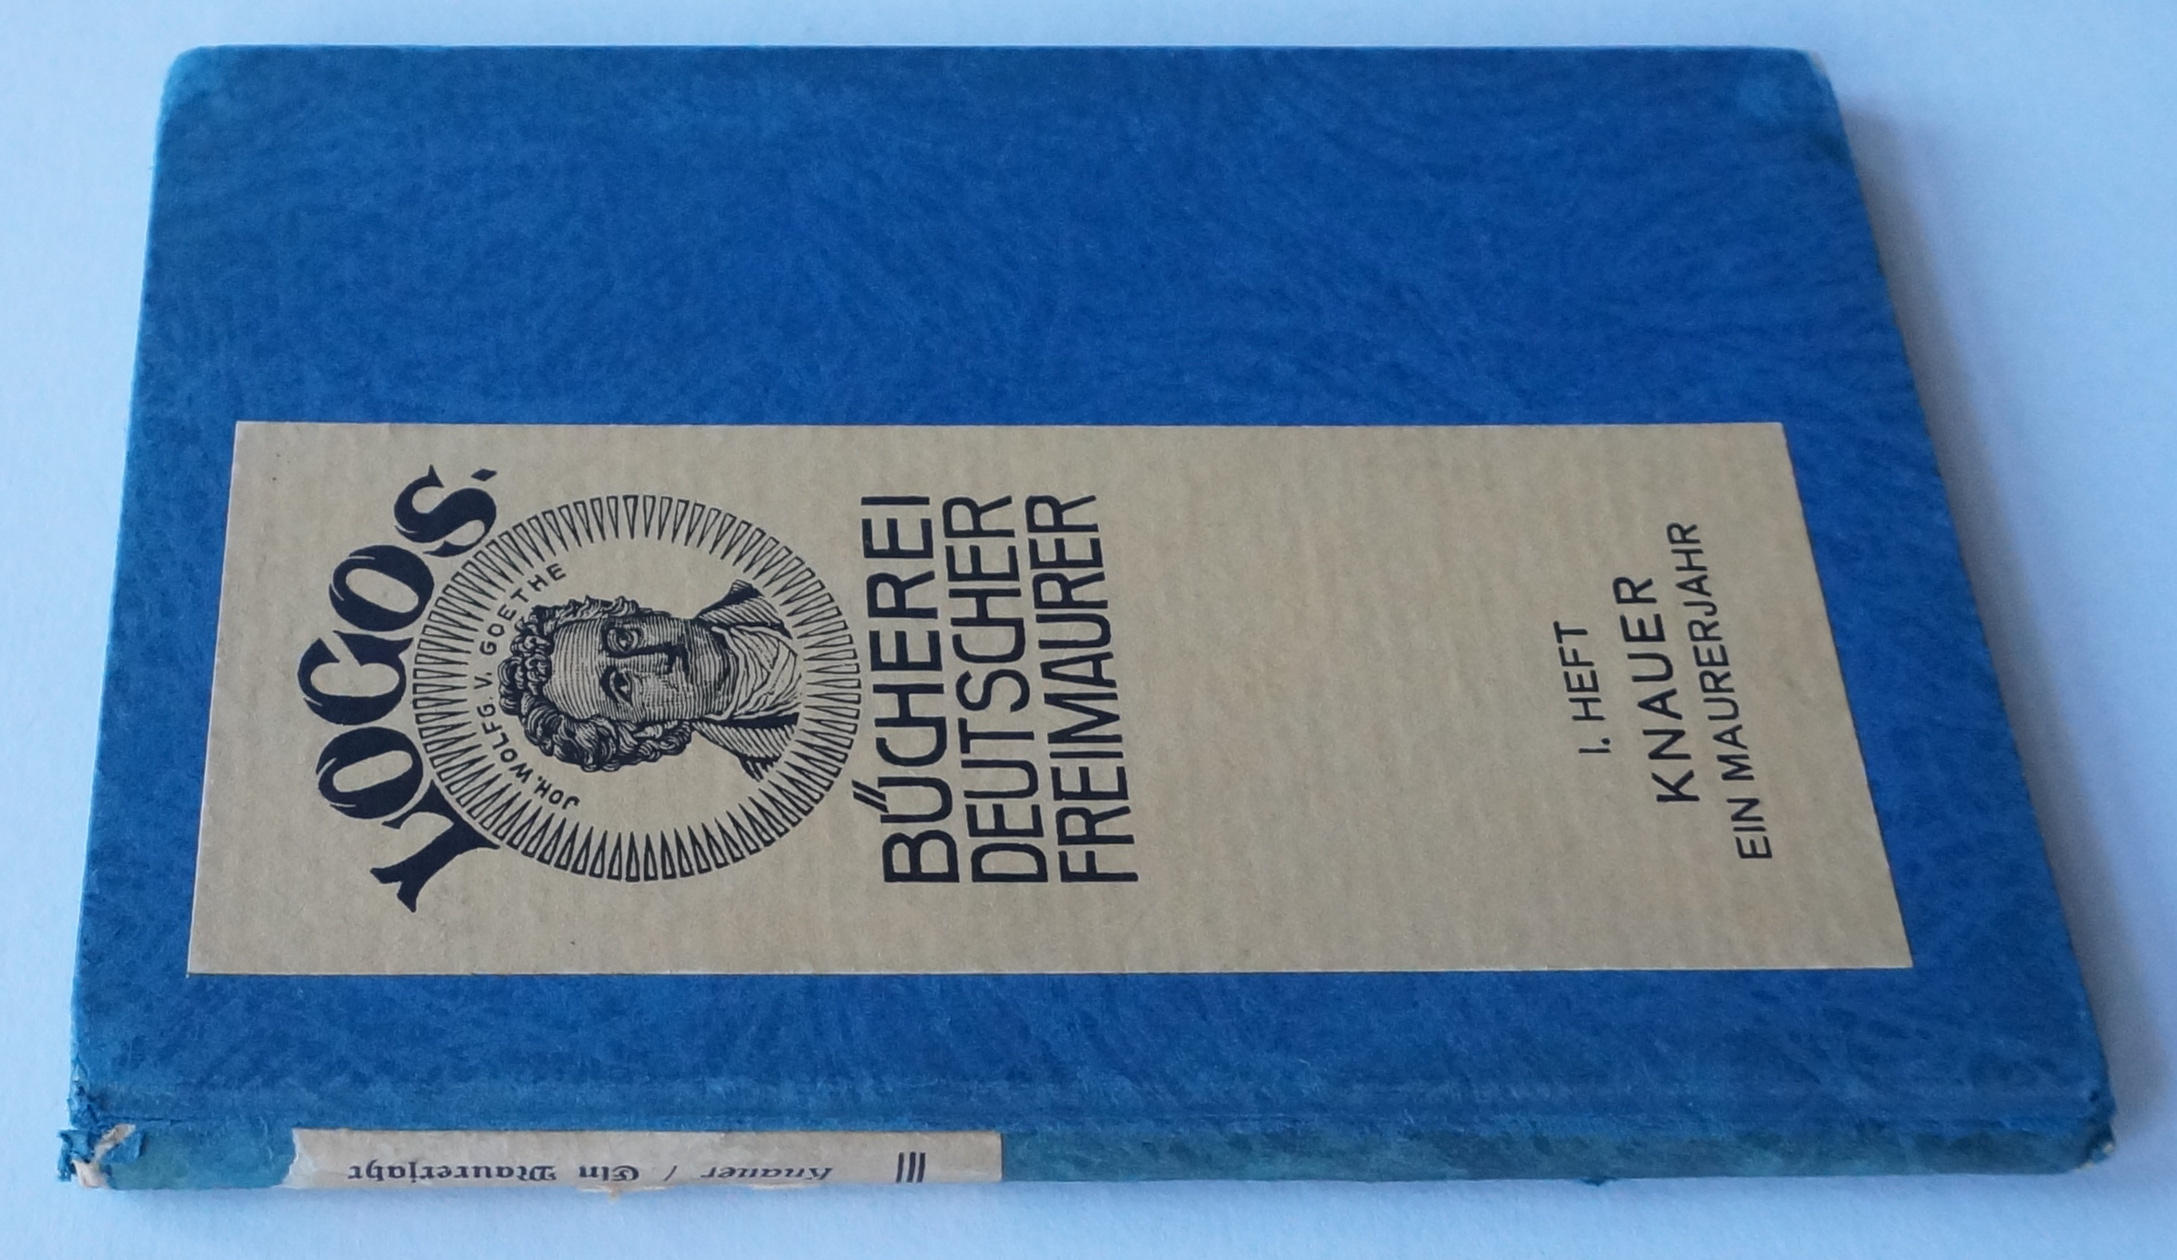 LOGOS.
JOH. WOLFG. V. GOETHE
BÜCHEREI
DEUTSCHER
FREIMAURER
I. HEFT
KNAUER
EIN MAURERJAHR
Knauer / Ein Maurerjahr